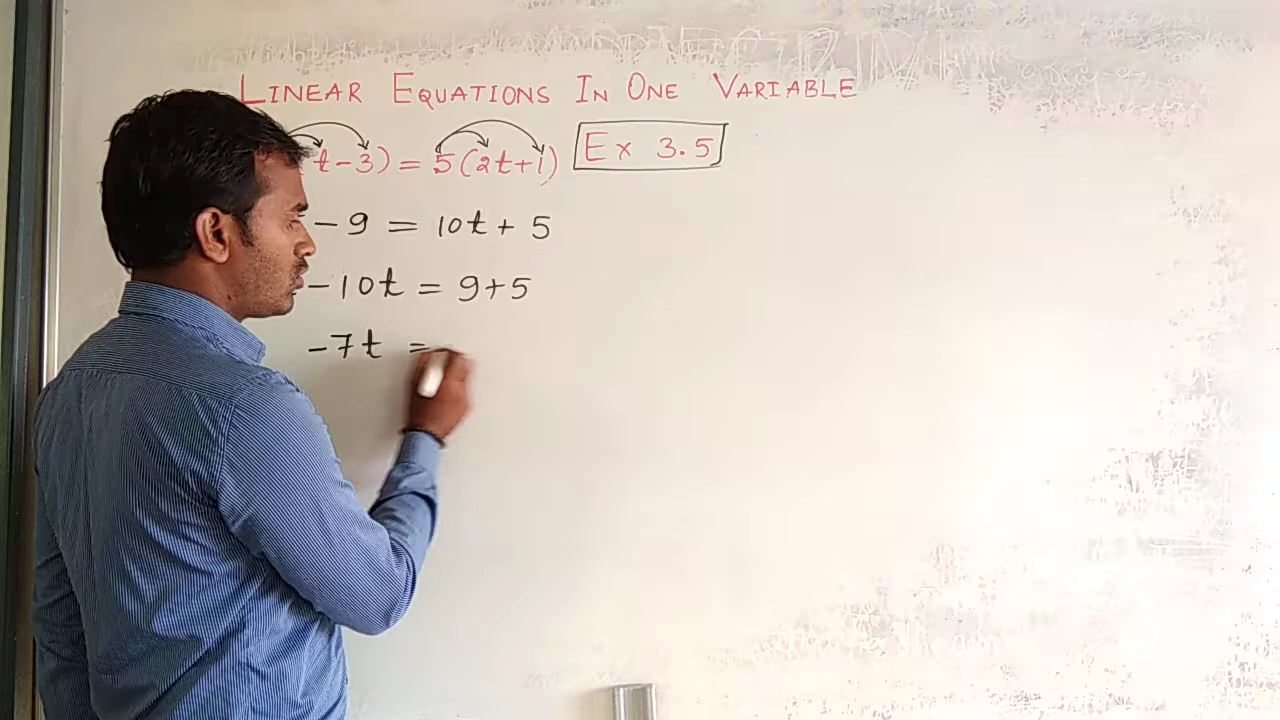 LINEAR EQUATIONS IN ONE VARIABLE
t-3) = 5(2t+1) Ex 3.5
- 9 = 10t + 5
- 10t = 9+5
- 7t =